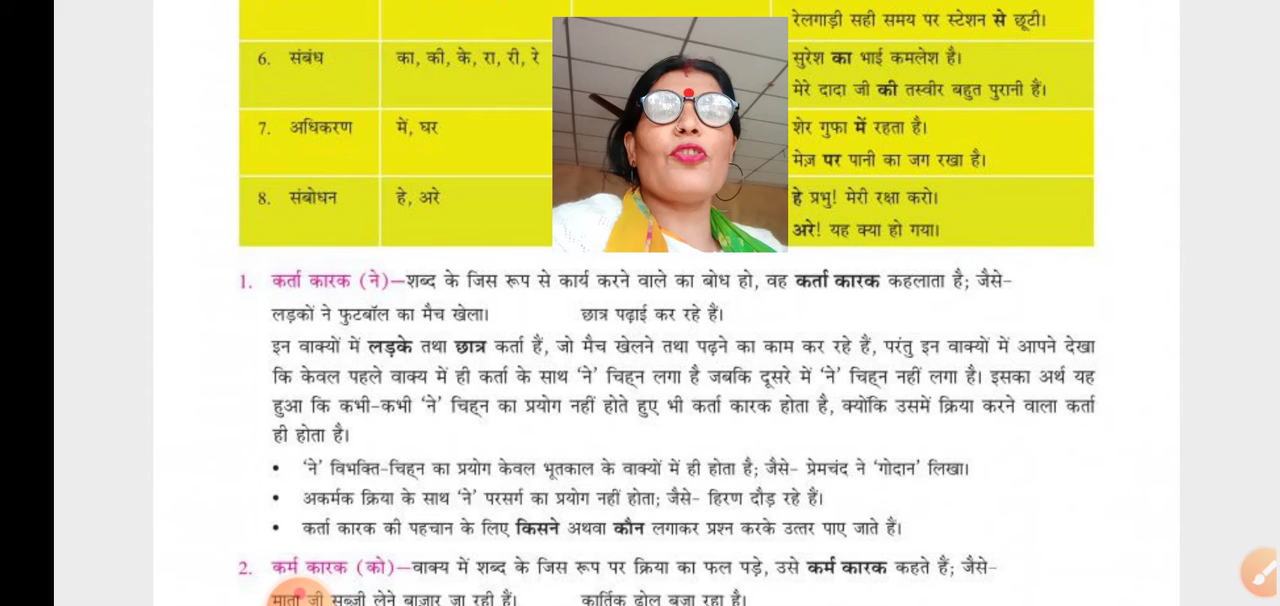 रेलगाड़ी सही समय पर स्टेशन से छूटी।
6. संबंध का, की, के, रा, री, रे सुरेश का भाई कमलेश है।
मेरे दादा जी की तस्वीर बहुत पुरानी हैं।
7. अधिकरण में, घर शेर गुफा में रहता है।
मेज़ पर पानी का जग रखा है।
8. संबोधन हे, अरे हे प्रभु! मेरी रक्षा करो।
अरे! यह क्या हो गया।
1. कर्ता कारक (ने)–शब्द के जिस रूप से कार्य करने वाले का बोध हो, वह कर्ता कारक कहलाता है; जैसे–
लड़कों ने फुटबॉल का मैच खेला। छात्र पढ़ाई कर रहे हैं।
इन वाक्यों में लड़के तथा छात्र कर्ता हैं, जो मैच खेलने तथा पढ़ने का काम कर रहे हैं, परंतु इन वाक्यों में आपने देखा
कि केवल पहले वाक्य में ही कर्ता के साथ ‘ने’ चिह्न लगा है जबकि दूसरे में ‘ने’ चिह्न नहीं लगा है। इसका अर्थ यह
हुआ कि कभी-कभी ‘ने’ चिह्न का प्रयोग नहीं होते हुए भी कर्ता कारक होता है, क्योंकि उसमें क्रिया करने वाला कर्ता
ही होता है।
• ‘ने’ विभक्ति-चिह्न का प्रयोग केवल भूतकाल के वाक्यों में ही होता है; जैसे– प्रेमचंद ने ‘गोदान’ लिखा।
• अकर्मक क्रिया के साथ ‘ने’ परसर्ग का प्रयोग नहीं होता; जैसे– हिरण दौड़ रहे हैं।
• कर्ता कारक की पहचान के लिए किसने अथवा कौन लगाकर प्रश्न करके उत्तर पाए जाते हैं।
2. कर्म कारक (को)–वाक्य में शब्द के जिस रूप पर क्रिया का फल पड़े, उसे कर्म कारक कहते हैं; जैसे–
माता जी सब्जी लेने बाज़ार जा रही हैं। कार्तिक ढोल बजा रहा है।